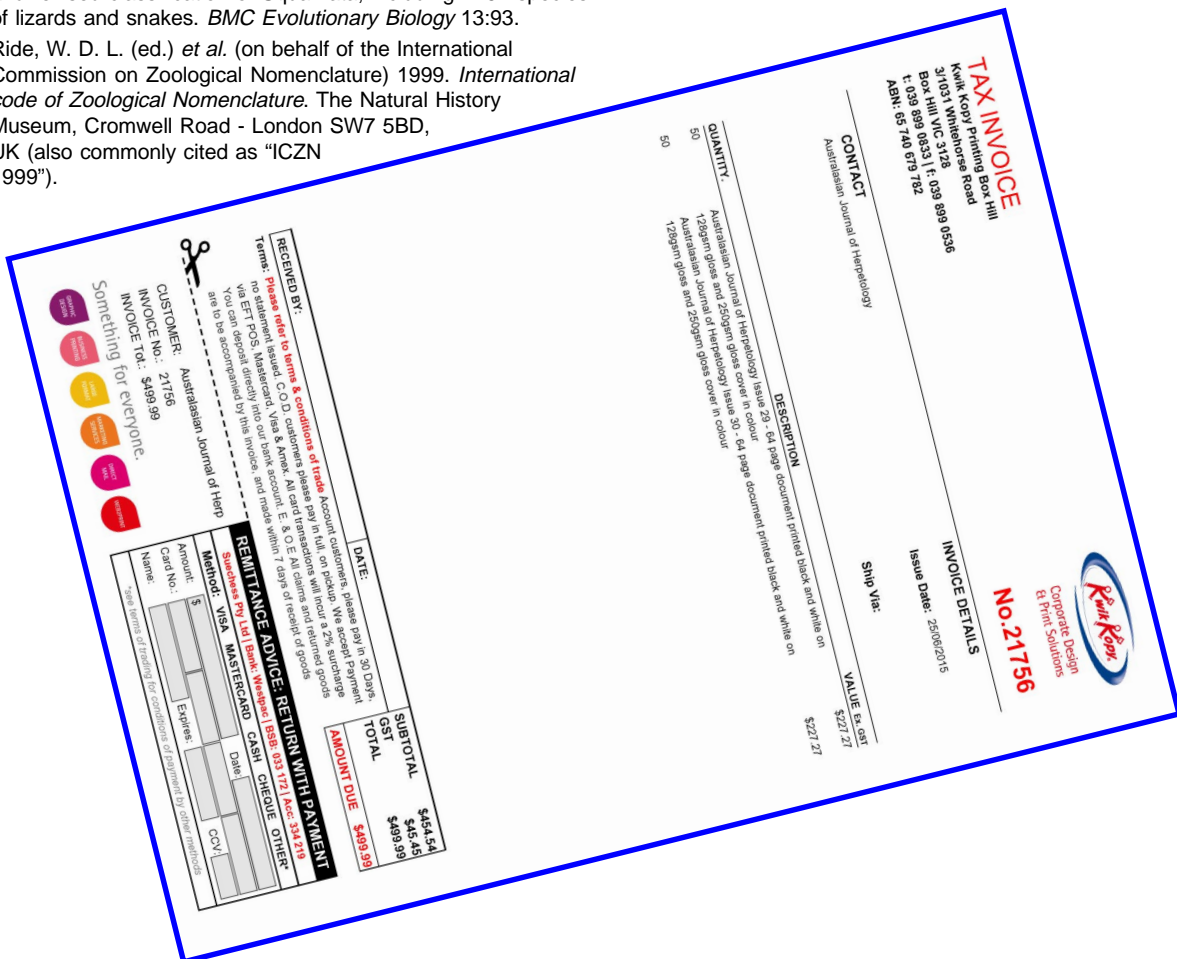 of lizards and snakes. BMC Evolutionary Biology 13:93.
Ride, W. D. L. (ed.) et al. (on behalf of the International
Commission on Zoological Nomenclature) 1999. International
code of Zoological Nomenclature. The Natural History
Museum, Cromwell Road - London SW7 5BD,
UK (also commonly cited as “ICZN
1999”).
TAX INVOICE
Kwik Kopy Printing Box Hill
3/1031 Whitehorse Road
Box Hill VIC 3128
t: 039 899 0833 | f: 039 899 0536
ABN: 65 740 679 782
Kwik Kopy.
Corporate Design
& Print Solutions
No.21756
CONTACT
Australasian Journal of Herpetology
INVOICE DETAILS
Issue Date: 25/06/2015
Ship Via:
QUANTITY. DESCRIPTION VALUE Ex. GST
50 Australasian Journal of Herpetology Issue 29 - 64 page document printed black and white on $227.27
128gsm gloss and 250gsm gloss cover in colour
50 Australasian Journal of Herpetology Issue 30 - 64 page document printed black and white on $227.27
128gsm gloss and 250gsm gloss cover in colour
SUBTOTAL $454.54
GST $45.45
TOTAL $499.99
AMOUNT DUE $499.99
RECEIVED BY: DATE:
Terms: Please refer to terms & conditions of trade Account customers, please pay in 30 Days,
no statement issued. C.O.D. customers please pay in full, on pickup. We accept Payment
via EFT POS, Mastercard, Visa & Amex. All card transactions will incur a 2% surcharge
You can deposit directly into our bank account. E. & O.E All claims and returned goods
are to be accompanied by this invoice, and made within 7 days of receipt of goods
CUSTOMER: Australasian Journal of Herp
INVOICE No.: 21756
INVOICE Tot.: $499.99
Something for everyone.
GRAPHIC DESIGN
BUSINESS PRINTING
LARGE FORMAT
MARKETING SERVICES
DIRECT MAIL
REMITTANCE ADVICE: RETURN WITH PAYMENT
Suechess Pty Ltd | Bank: Westpac | BSB: 033 172 | Acc: 334 219
Method: VISA MASTERCARD CASH CHEQUE OTHER*
Amount: $ Date:
Card No.:
Name: Expires: CCV:
*see terms of trading for conditions of payment by other methods